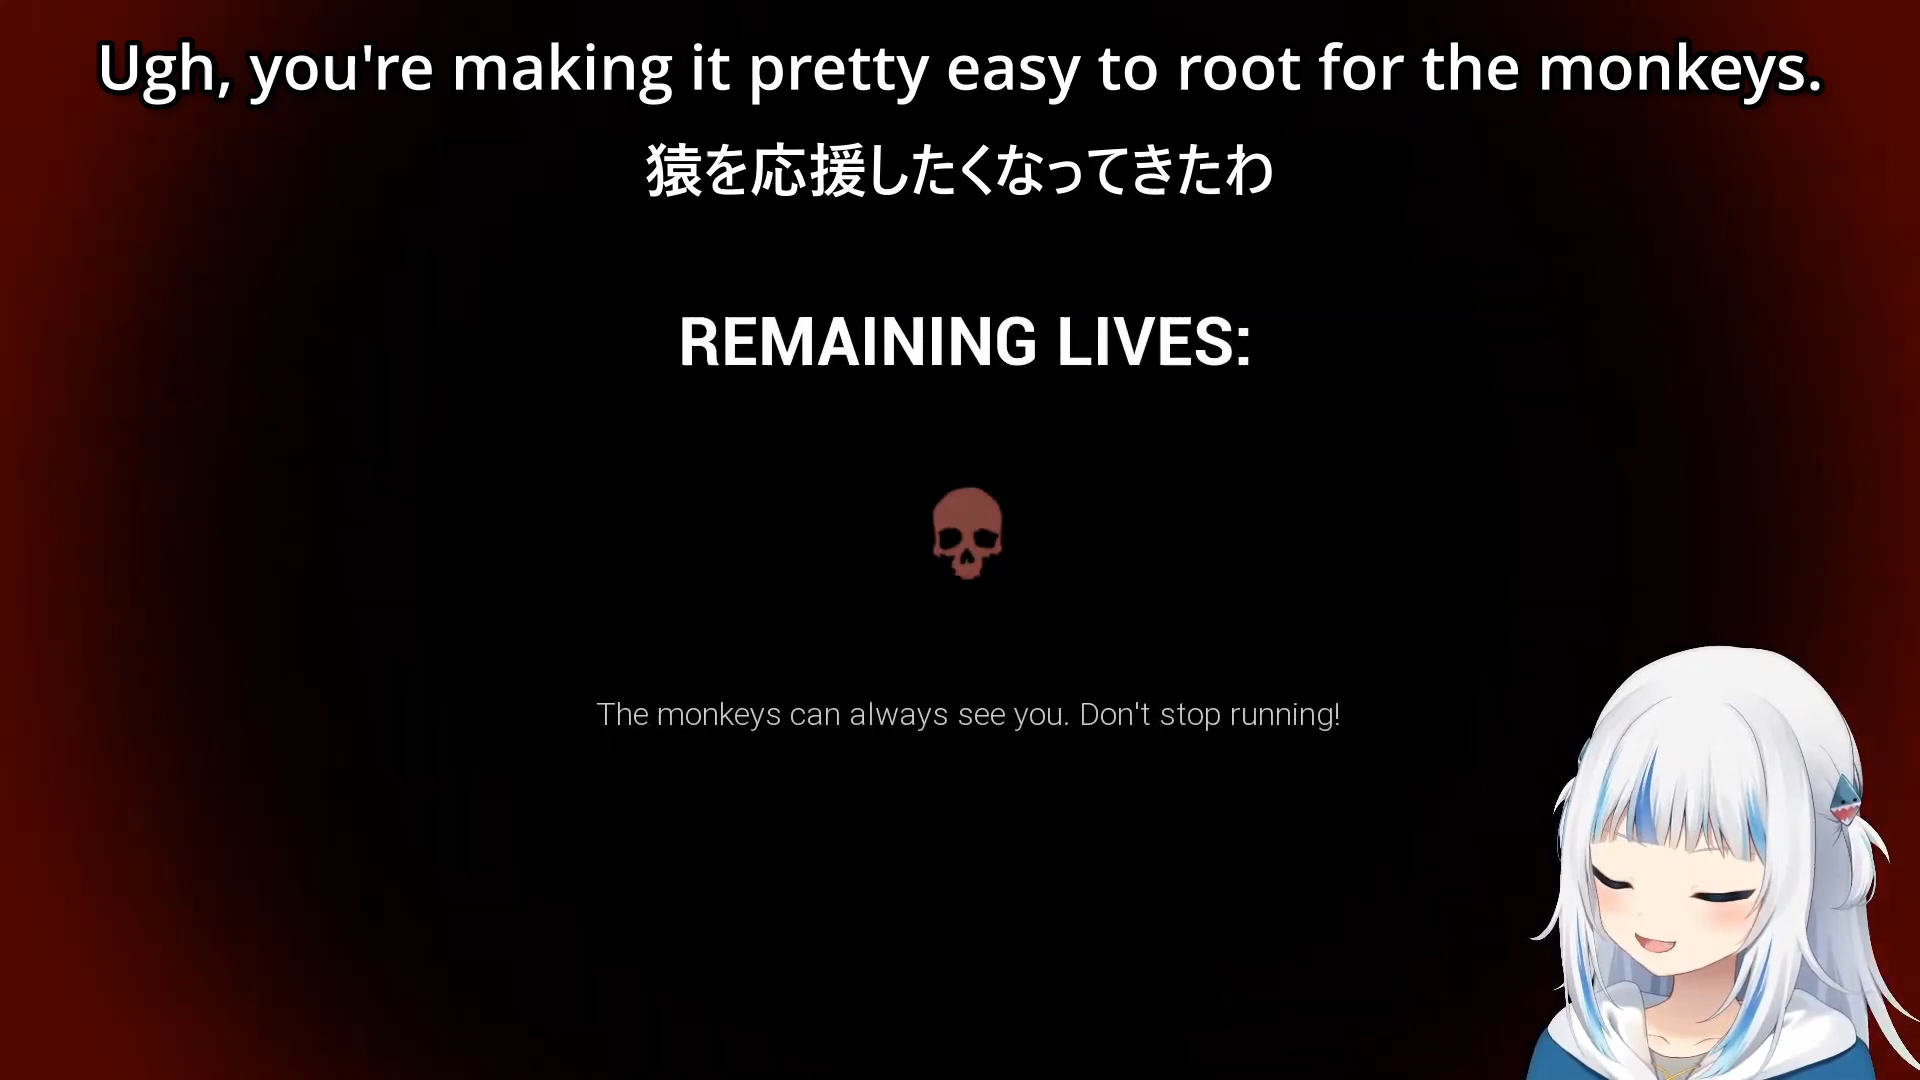 Ugh, you're making it pretty easy to root for the monkeys.
猿を応援したくなってきたわ
REMAINING LIVES:
The monkeys can always see you. Don't stop running!